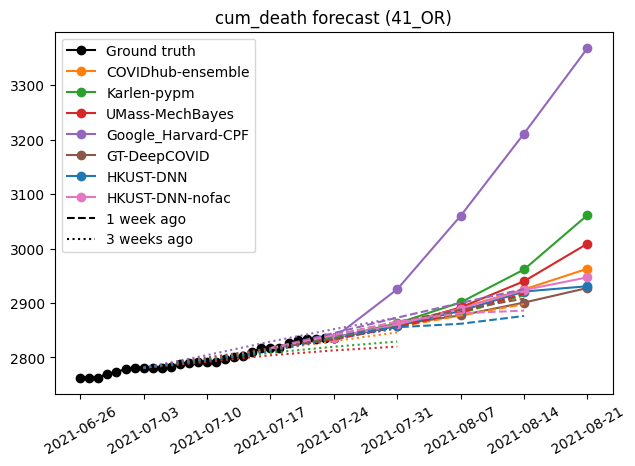 cum_death forecast (41_OR)
Ground truth
COVIDhub-ensemble
Karlen-pypm
UMass-MechBayes
Google_Harvard-CPF
GT-DeepCOVID
HKUST-DNN
HKUST-DNN-nofac
1 week ago
3 weeks ago
3300
3200
3100
3000
2900
2800
2021-06-26
2021-07-03
2021-07-10
2021-07-17
2021-07-24
2021-07-31
2021-08-07
2021-08-14
2021-08-21